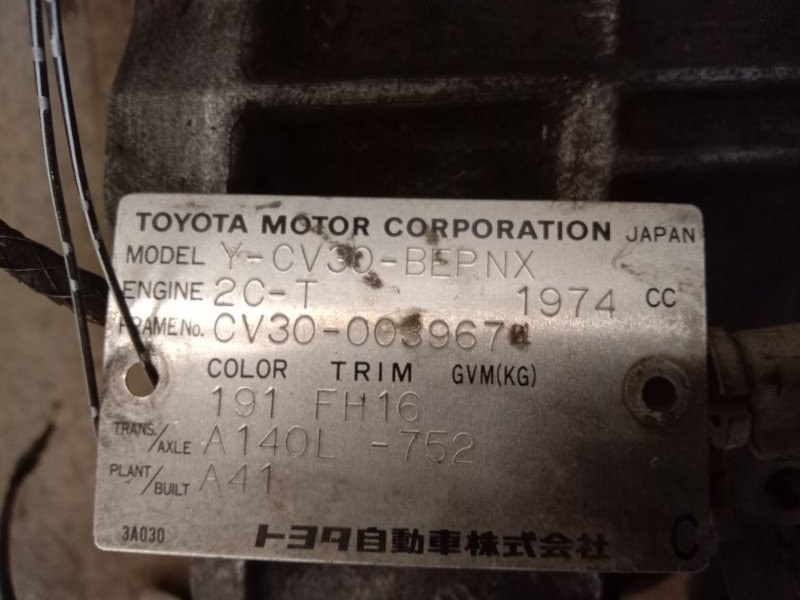 TOYOTA MOTOR CORPORATION JAPAN
MODEL Y-CV30-BEPNX
ENGINE 2C-T 1974 CC
FRAME No. CV30-0039674
COLOR TRIM GVM(KG)
191 FH16
TRANS./AXLE A140L -752
PLANT/BUILT A41
3A030 トヨタ自動車株式会社 C